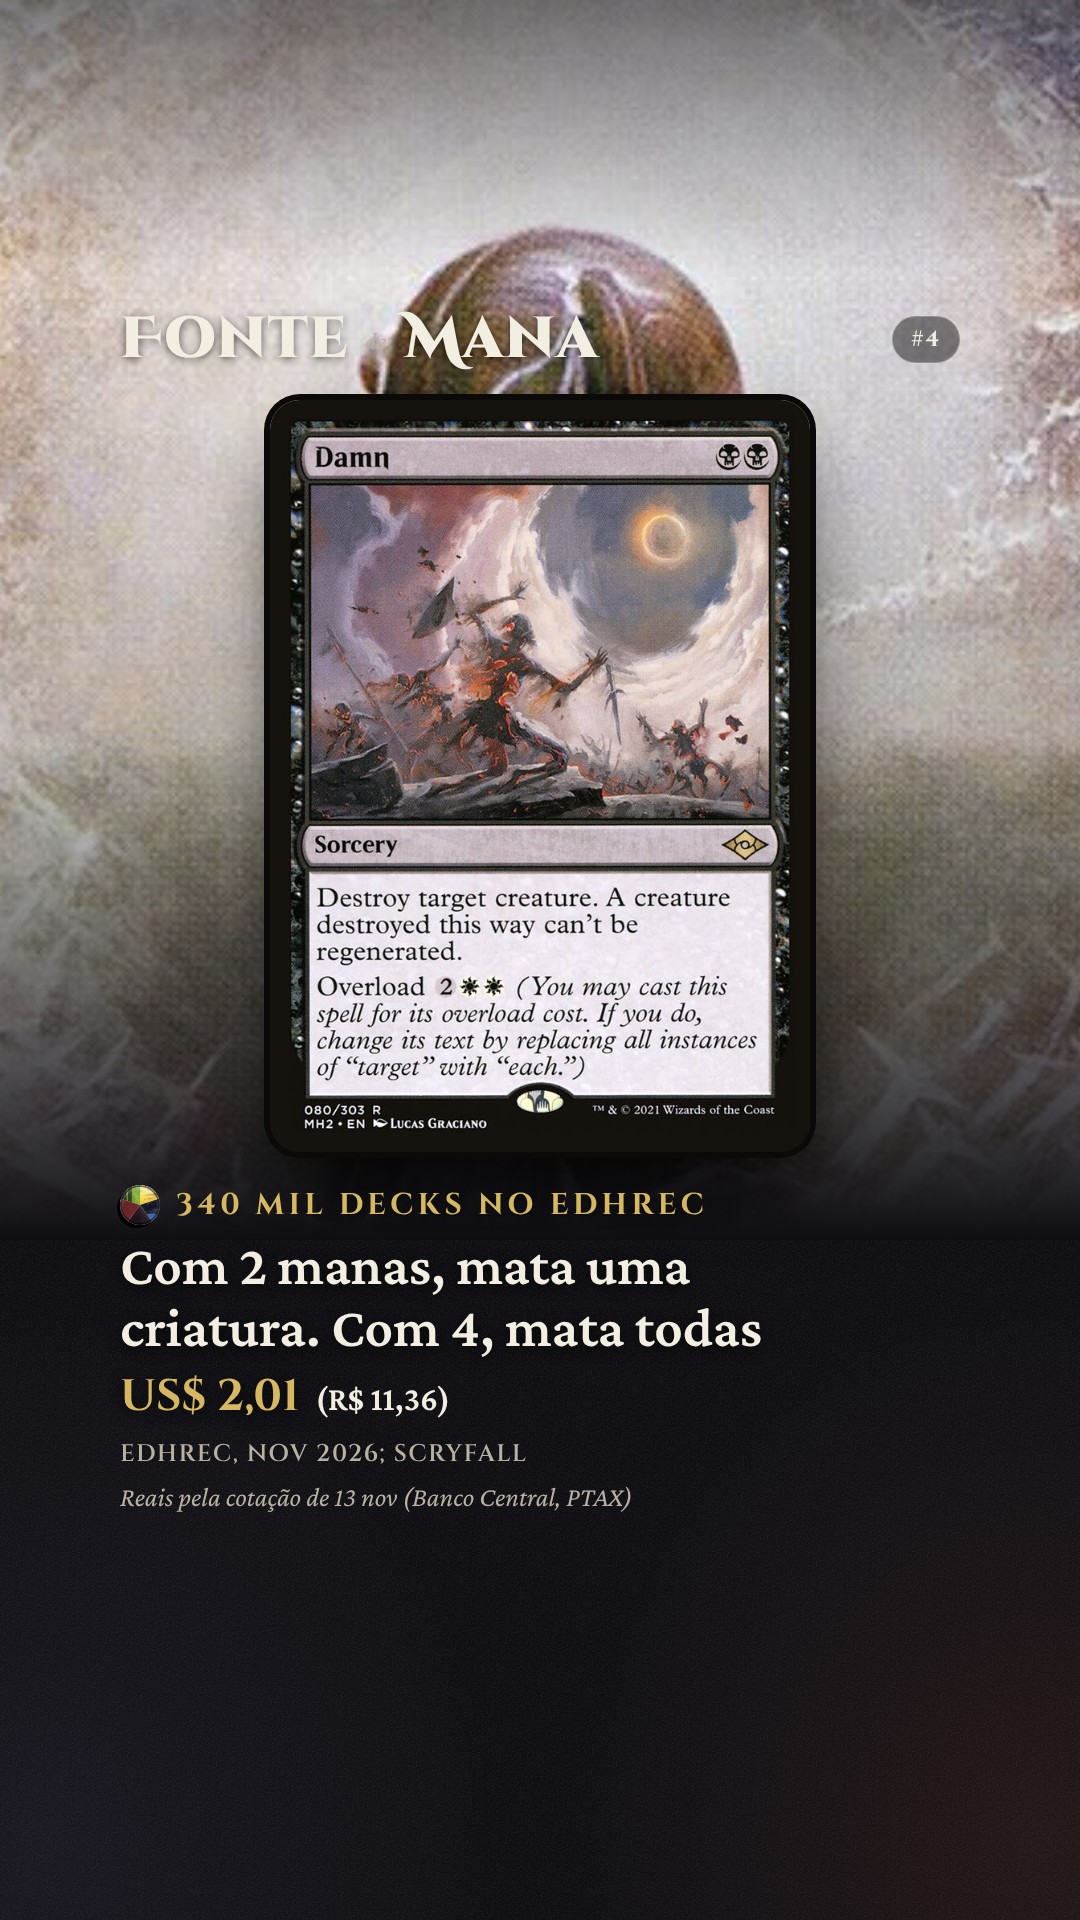 FONTE MANA
#4
Damn
Sorcery
Destroy target creature. A creature
destroyed this way can't be
regenerated.
Overload 2 (You may cast this
spell for its overload cost. If you do,
change its text by replacing all instances
of "target" with "each.")
080/303 R
MH2 • EN LUCAS GRACIANO
™ & © 2021 Wizards of the Coast
340 MIL DECKS NO EDHREC
Com 2 manas, mata uma
criatura. Com 4, mata todas
US$ 2,01 (R$ 11,36)
EDHREC, NOV 2026; SCRYFALL
Reais pela cotação de 13 nov (Banco Central, PTAX)